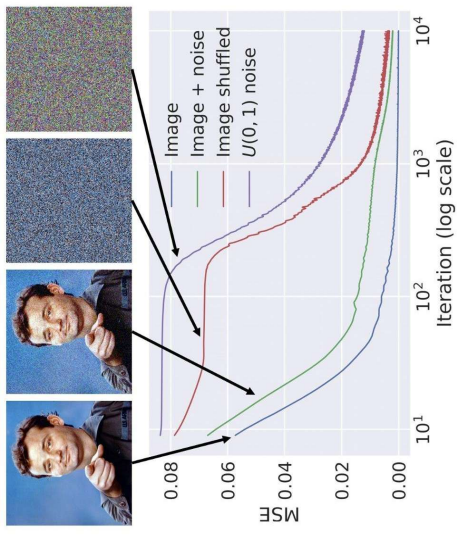 MSE
0.08
0.06
0.04
0.02
0.00
Image
Image + noise
Image shuffled
U(0, 1) noise
10¹
10²
10³
10⁴
Iteration (log scale)